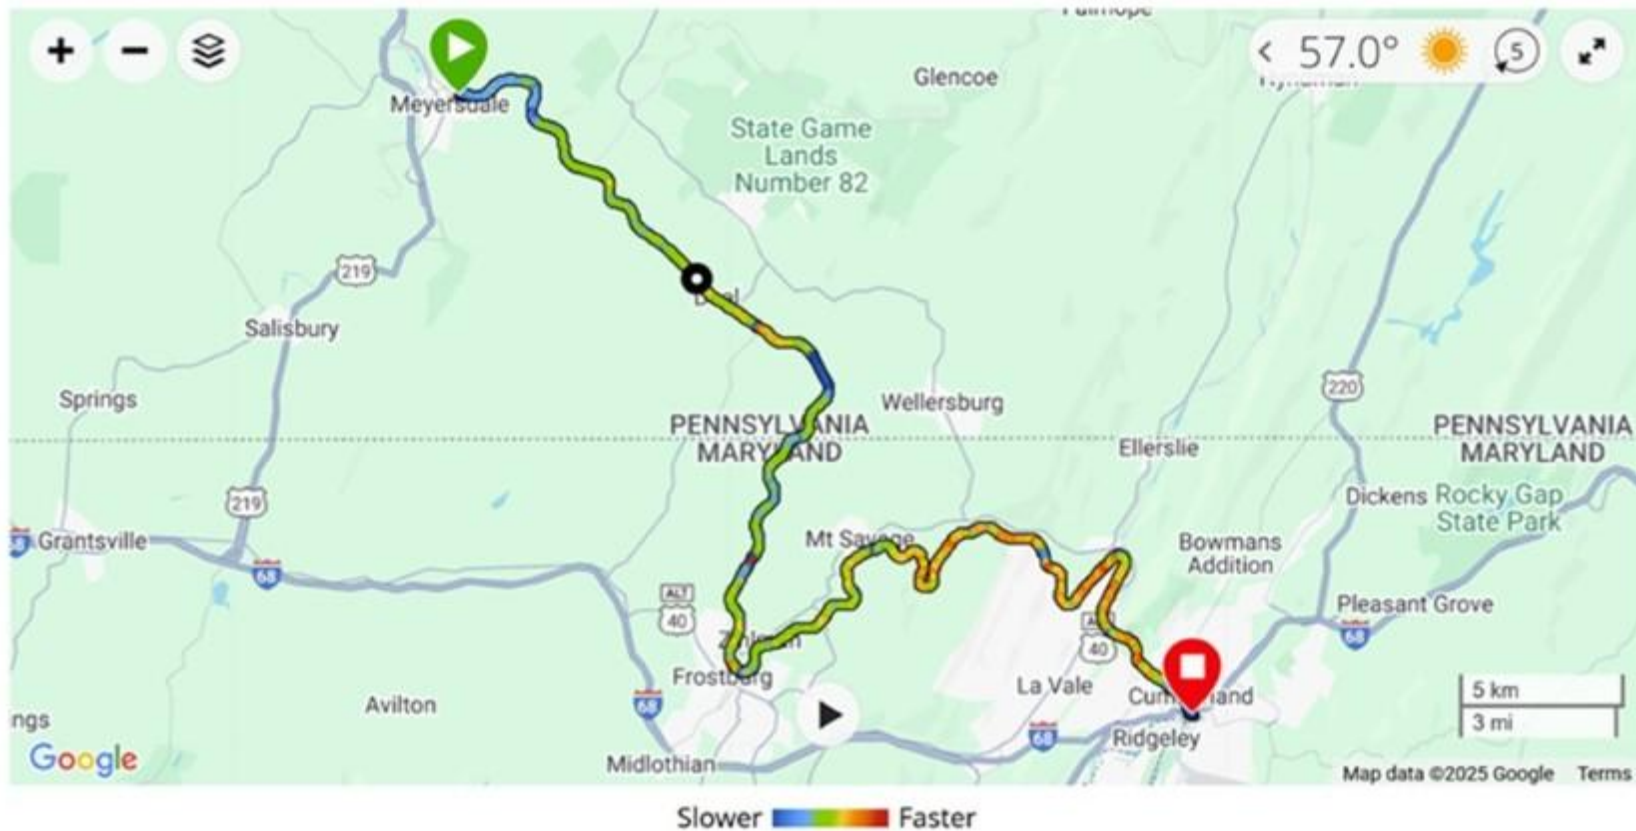 57.0°
5
Glencoe
Meyersdale
State Game
Lands
Number 82
219
Salisbury
Springs
Wellersburg
220
PENNSYLVANIA
MARYLAND
PENNSYLVANIA
MARYLAND
Ellerslie
Dickens
Rocky Gap
State Park
219
Grantsville
68
68
Mt Savage
Bowmans
Addition
ALT
40
Pleasant Grove
68
40
Frostburg
La Vale
Cumberland
Avilton
68
5 km
3 mi
ngs
68
Ridgeley
Google
Midlothian
Map data ©2025 Google Terms
Slower Faster